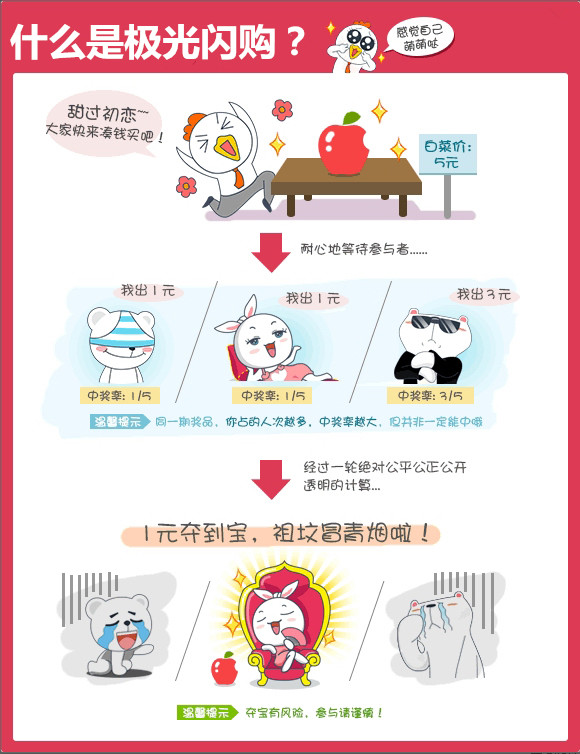 什么是极光闪购？
感觉自己
萌萌哒
甜过初恋~~
大家快来凑钱买吧！
白菜价：
5元
耐心地等待参与者......
我出1元
我出1元
我出3元
中奖率: 1/5
中奖率: 1/5
中奖率: 3/5
温馨提示
同一期奖品，你占的人次越多，中奖率越大，但并非一定能中哦
经过一轮绝对公平公正公开
透明的计算...
1元夺到宝，祖坟冒青烟啦！
温馨提示
夺宝有风险，参与请谨慎！